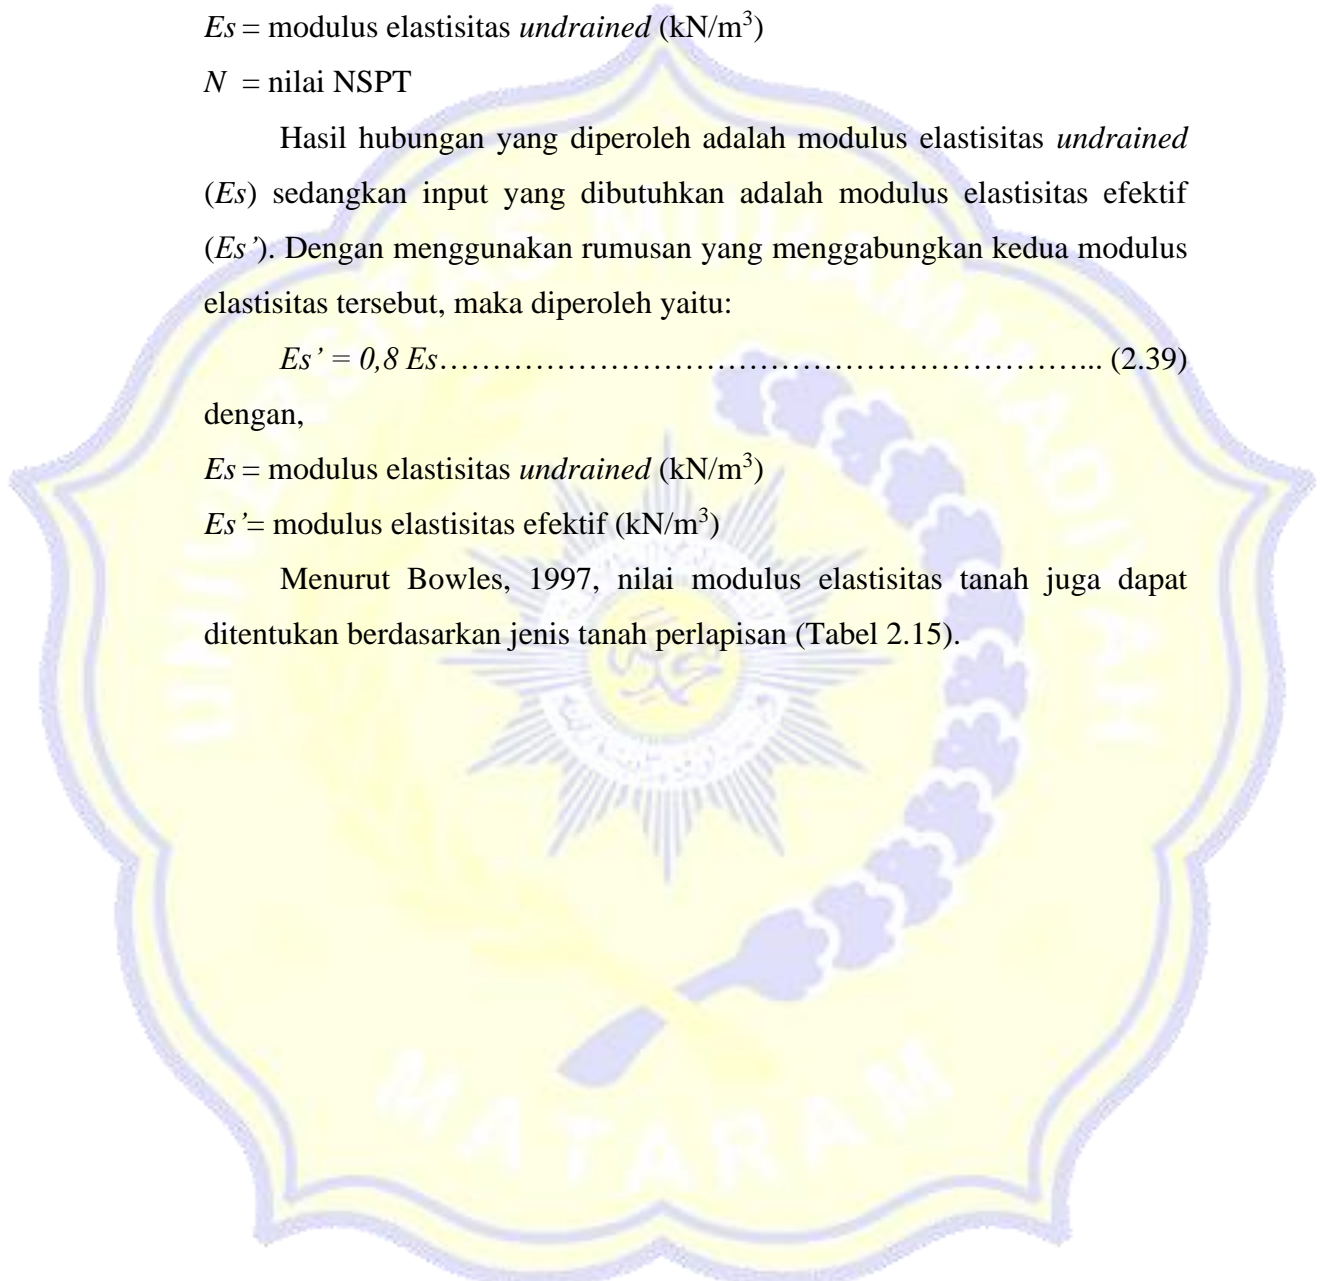 Es = modulus elastisitas undrained (kN/m³)
N = nilai NSPT
Hasil hubungan yang diperoleh adalah modulus elastisitas undrained
(Es) sedangkan input yang dibutuhkan adalah modulus elastisitas efektif
(Es’). Dengan menggunakan rumusan yang menggabungkan kedua modulus
elastisitas tersebut, maka diperoleh yaitu:
Es’ = 0,8 Es……………………………………………………... (2.39)
dengan,
Es = modulus elastisitas undrained (kN/m³)
Es’= modulus elastisitas efektif (kN/m³)
Menurut Bowles, 1997, nilai modulus elastisitas tanah juga dapat
ditentukan berdasarkan jenis tanah perlapisan (Tabel 2.15).
UNIVERSITAS MUHAMMADIYAH
MATARAM